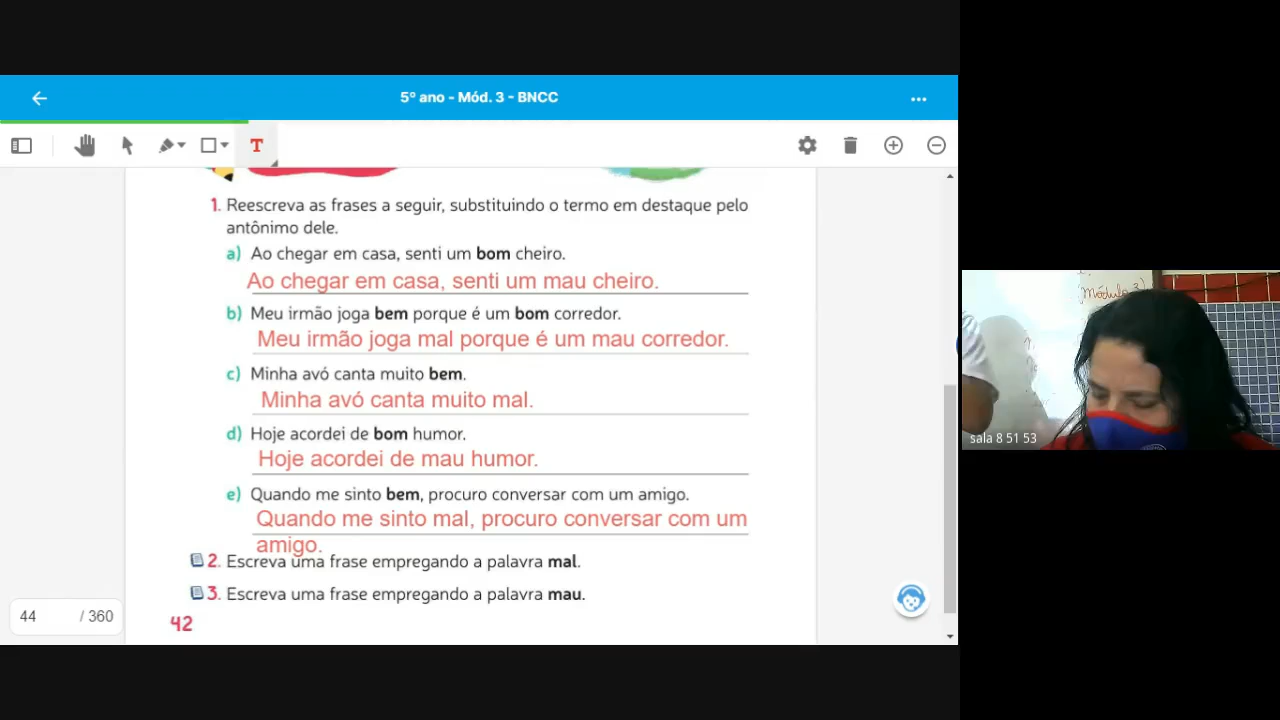 5º ano - Mód. 3 - BNCC
T
1. Reescreva as frases a seguir, substituindo o termo em destaque pelo
antônimo dele.
a) Ao chegar em casa, senti um bom cheiro.
Ao chegar em casa, senti um mau cheiro.
b) Meu irmão joga bem porque é um bom corredor.
Meu irmão joga mal porque é um mau corredor.
c) Minha avó canta muito bem.
Minha avó canta muito mal.
d) Hoje acordei de bom humor.
Hoje acordei de mau humor.
e) Quando me sinto bem, procuro conversar com um amigo.
Quando me sinto mal, procuro conversar com um
amigo.
2. Escreva uma frase empregando a palavra mal.
3. Escreva uma frase empregando a palavra mau.
44 / 360
42
Módulo 3
sala 8 51 53